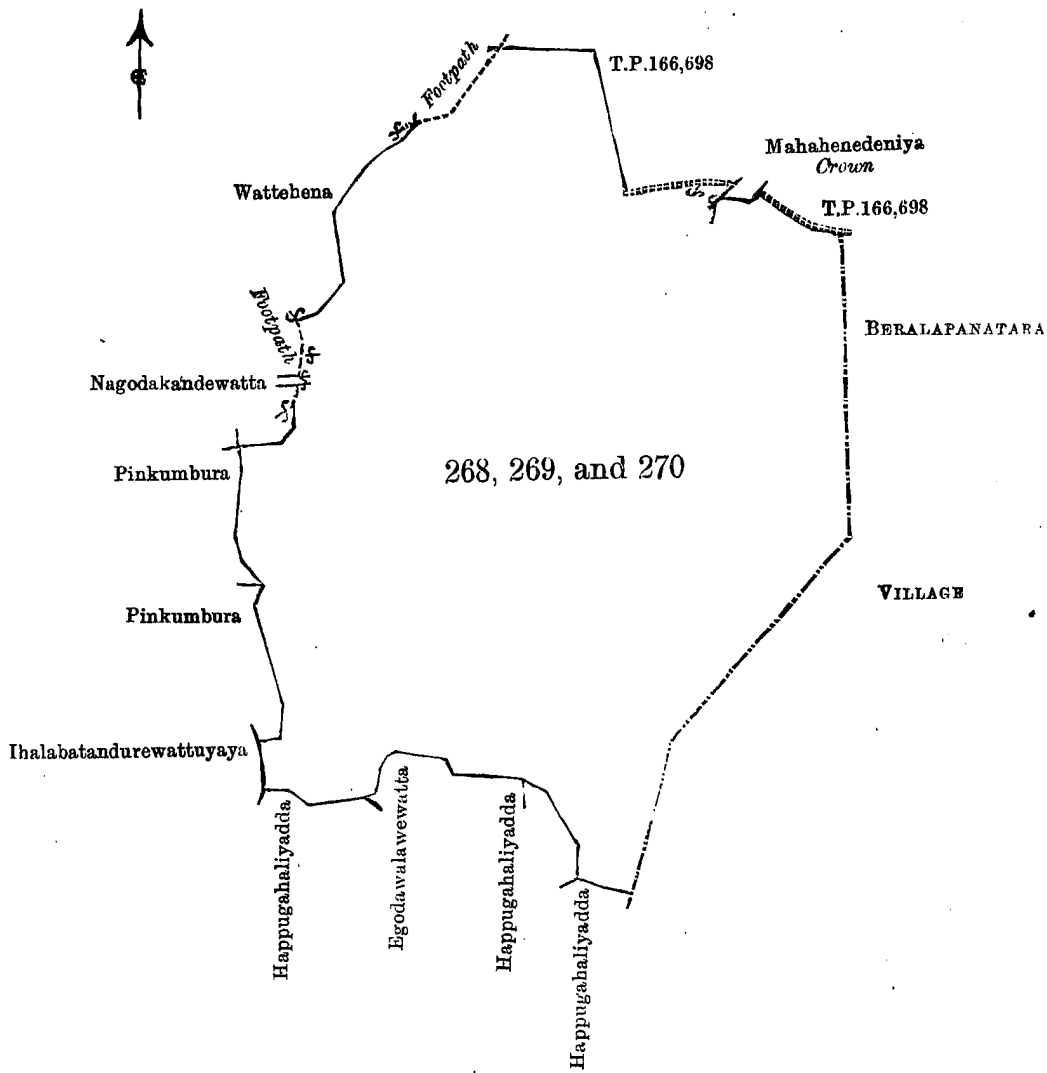 Footpath
T.P.166,698
Mahahenedeniya
Crown
T.P.166,698
Wattehena
Footpath
BERALAPANATARA
Nagodakandewatta
Pinkumbura
268, 269, and 270
VILLAGE
Pinkumbura
Ihalabatandurewattuyaya
Happugahaliyadda
Egodawalawewatta
Happugahaliyadda
Happugahaliyadda